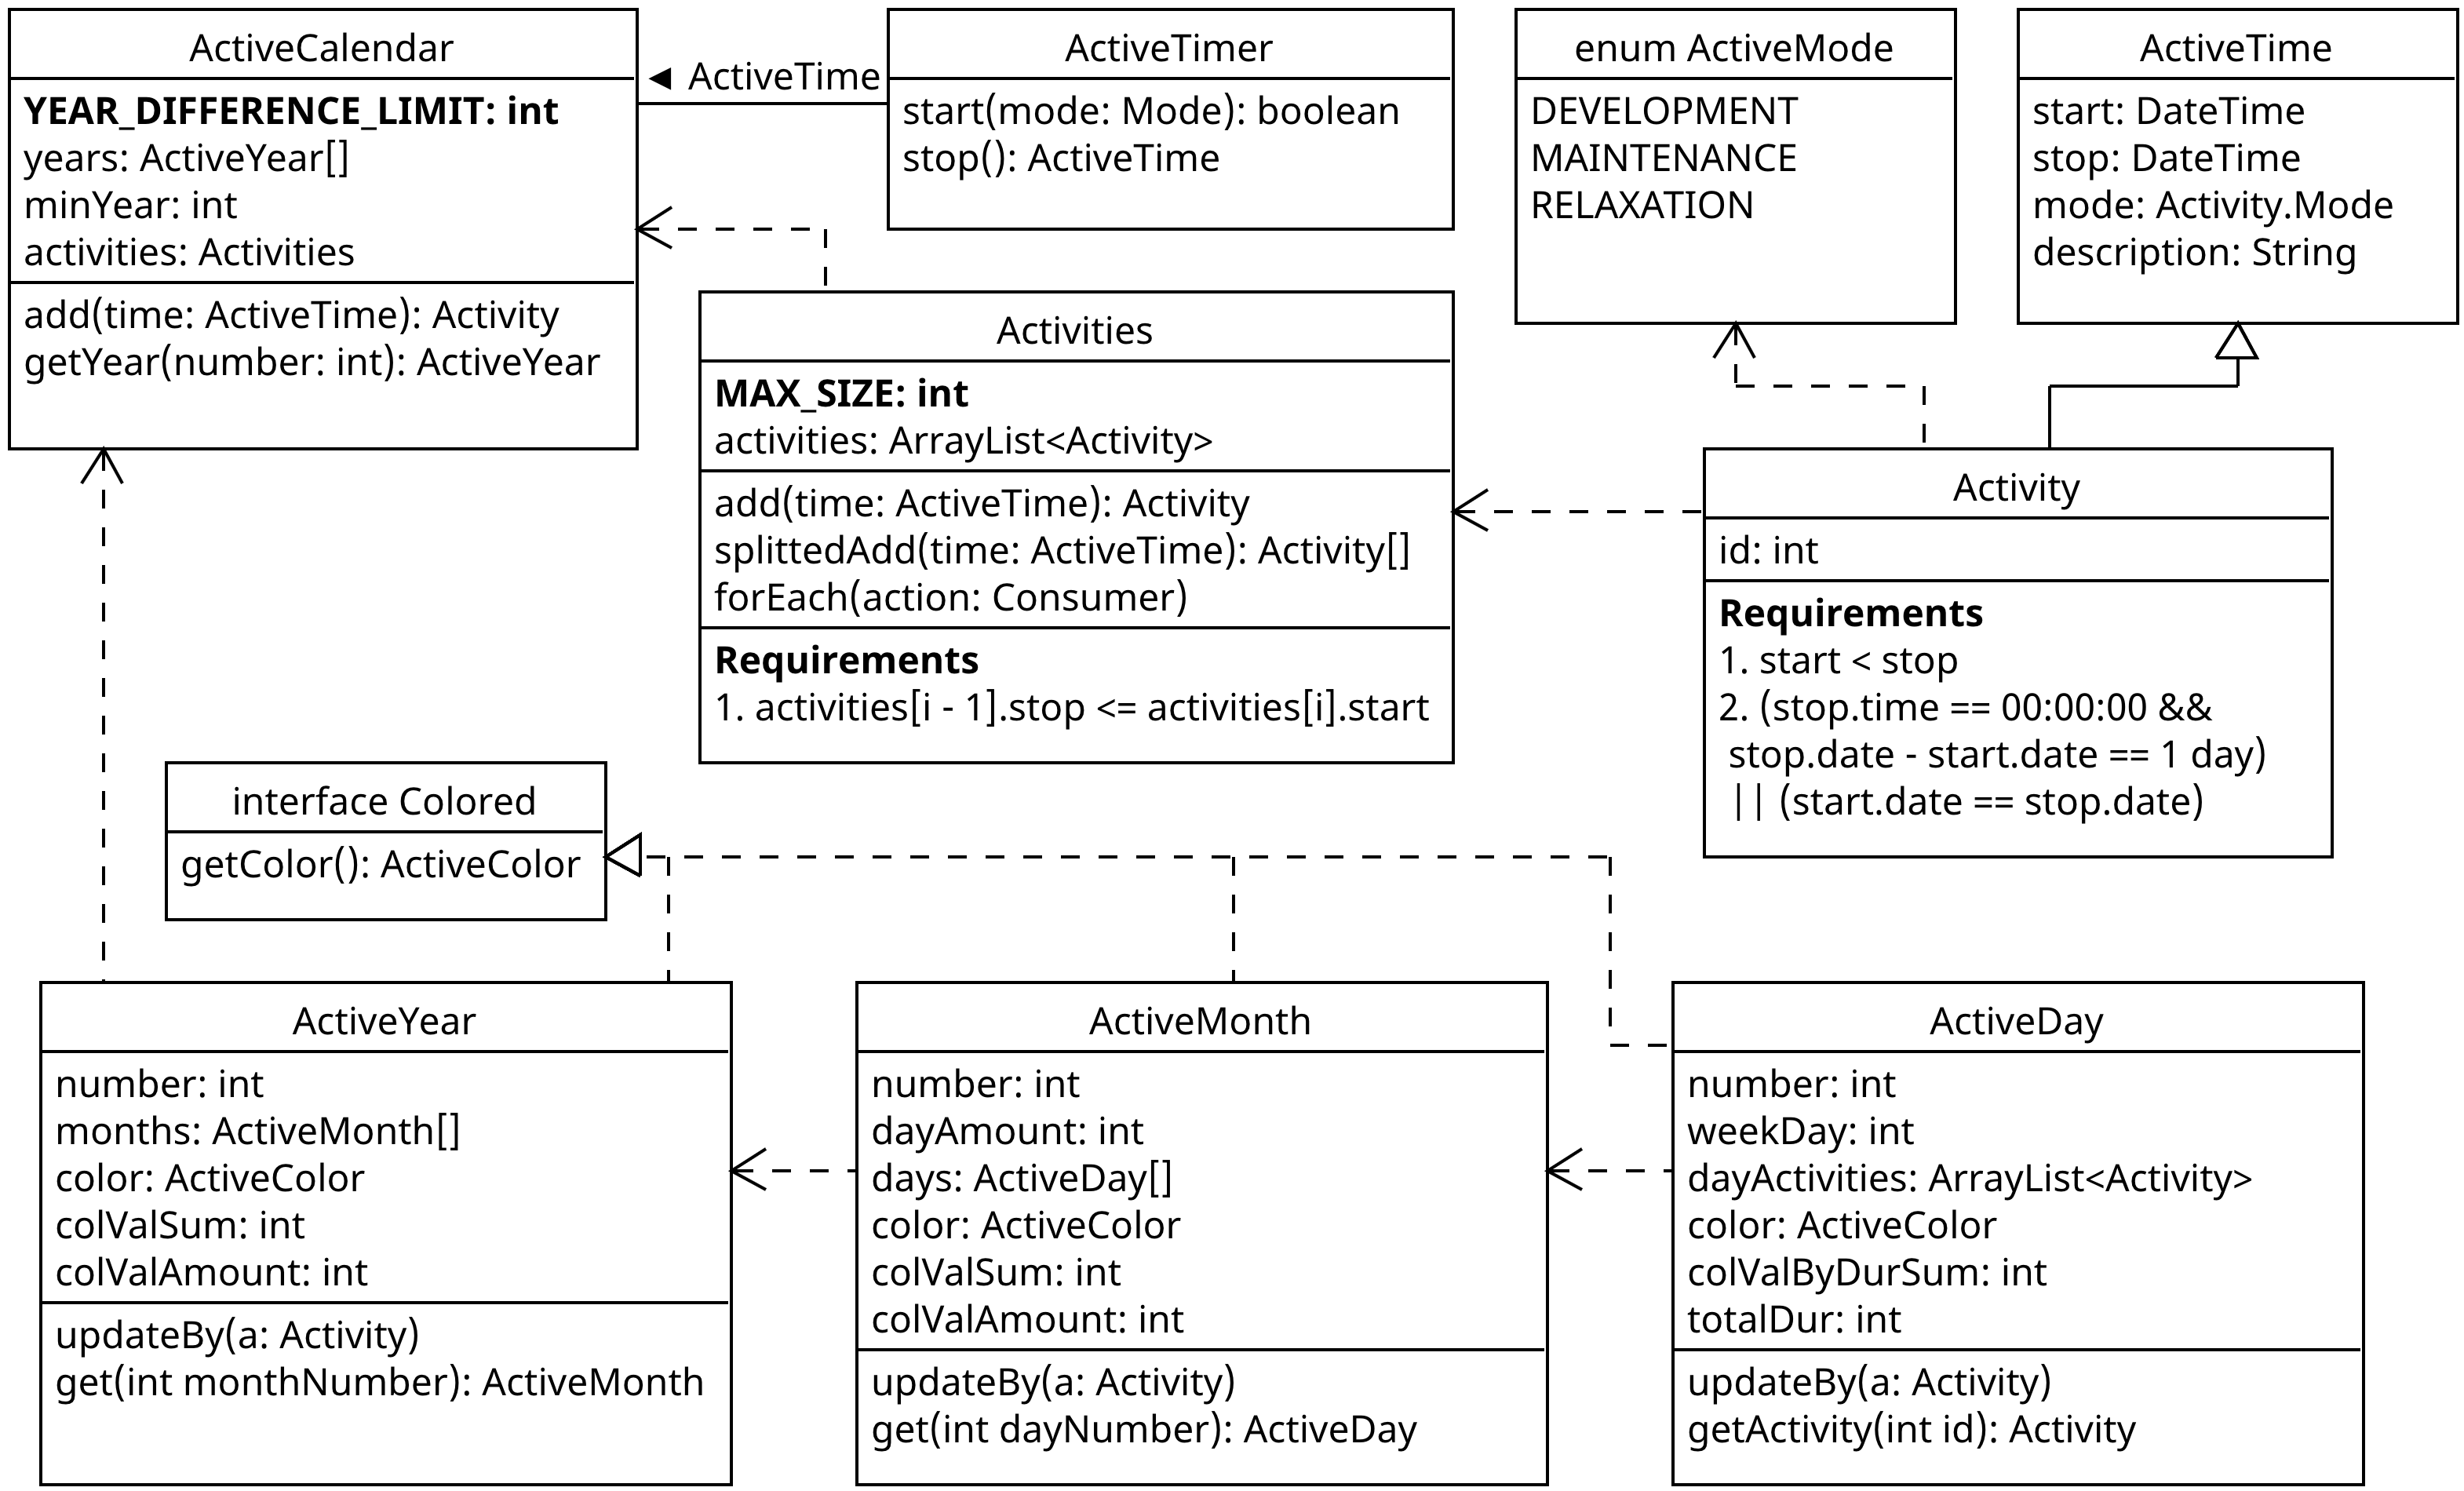 ActiveCalendar
YEAR_DIFFERENCE_LIMIT: int
years: ActiveYear[]
minYear: int
activities: Activities
add(time: ActiveTime): Activity
getYear(number: int): ActiveYear
◄ ActiveTime
ActiveTimer
start(mode: Mode): boolean
stop(): ActiveTime
enum ActiveMode
DEVELOPMENT
MAINTENANCE
RELAXATION
ActiveTime
start: DateTime
stop: DateTime
mode: Activity.Mode
description: String
Activities
MAX_SIZE: int
activities: ArrayList<Activity>
add(time: ActiveTime): Activity
splittedAdd(time: ActiveTime): Activity[]
forEach(action: Consumer)
Requirements
1. activities[i - 1].stop <= activities[i].start
Activity
id: int
Requirements
1. start < stop
2. (stop.time == 00:00:00 &&
stop.date - start.date == 1 day)
|| (start.date == stop.date)
interface Colored
getColor(): ActiveColor
ActiveYear
number: int
months: ActiveMonth[]
color: ActiveColor
colValSum: int
colValAmount: int
updateBy(a: Activity)
get(int monthNumber): ActiveMonth
ActiveMonth
number: int
dayAmount: int
days: ActiveDay[]
color: ActiveColor
colValSum: int
colValAmount: int
updateBy(a: Activity)
get(int dayNumber): ActiveDay
ActiveDay
number: int
weekDay: int
dayActivities: ArrayList<Activity>
color: ActiveColor
colValByDurSum: int
totalDur: int
updateBy(a: Activity)
getActivity(int id): Activity